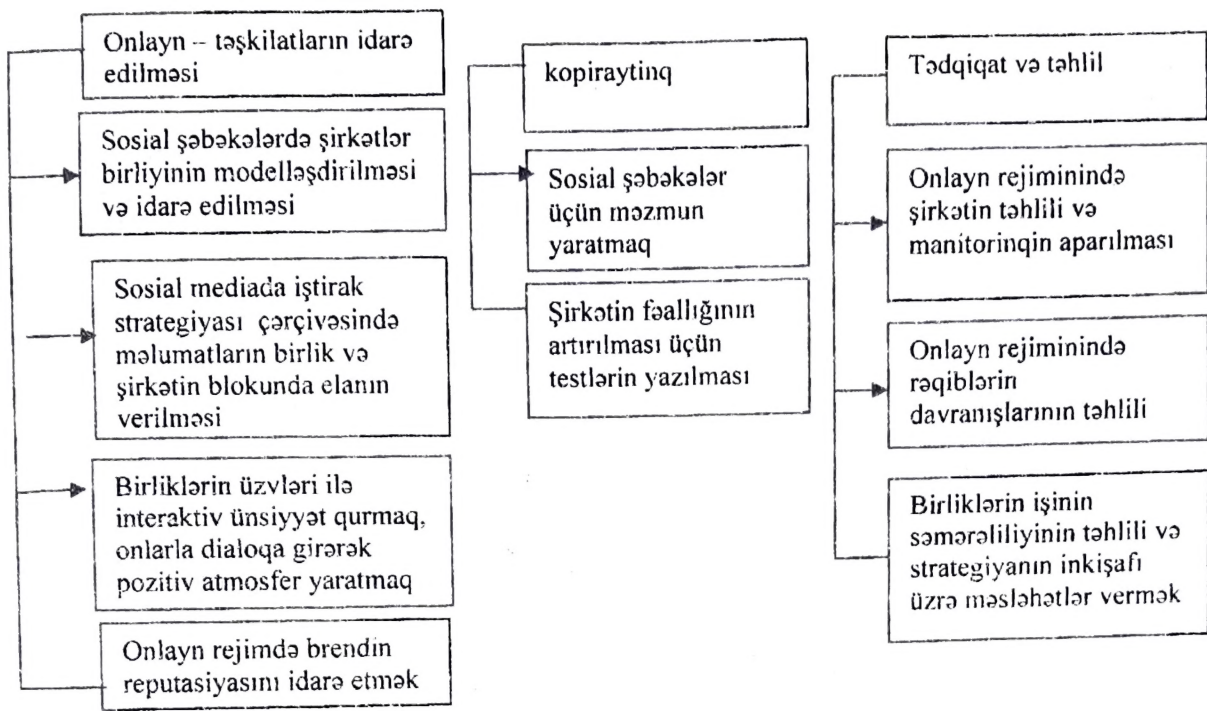 Onlayn – təşkilatların idarə
edilməsi
Sosial şəbəkələrdə şirkətlər
birliyinin modelləşdirilməsi
və idarə edilməsi
Sosial mediada iştirak
strategiyası çərçivəsində
məlumatların birlik və
şirkətin blokunda elanın
verilməsi
Birliklərin üzvləri ilə
interaktiv ünsiyyət qurmaq,
onlarla dialoqa girərək
pozitiv atmosfer yaratmaq
Onlayn rejimdə brendin
reputasiyasını idarə etmək
kopiraytinq
Sosial şəbəkələr
üçün məzmun
yaratmaq
Şirkətin fəallığının
artırılması üçün
testlərin yazılması
Tədqiqat və təhlil
Onlayn rejiminində
şirkətin təhlili və
manitorinqin aparılması
Onlayn rejiminində
rəqiblərin
davranışlarının təhlili
Birliklərin işinin
səmərəliliyinin təhlili və
strategiyanın inkişafı
üzrə məsləhətlər vermək